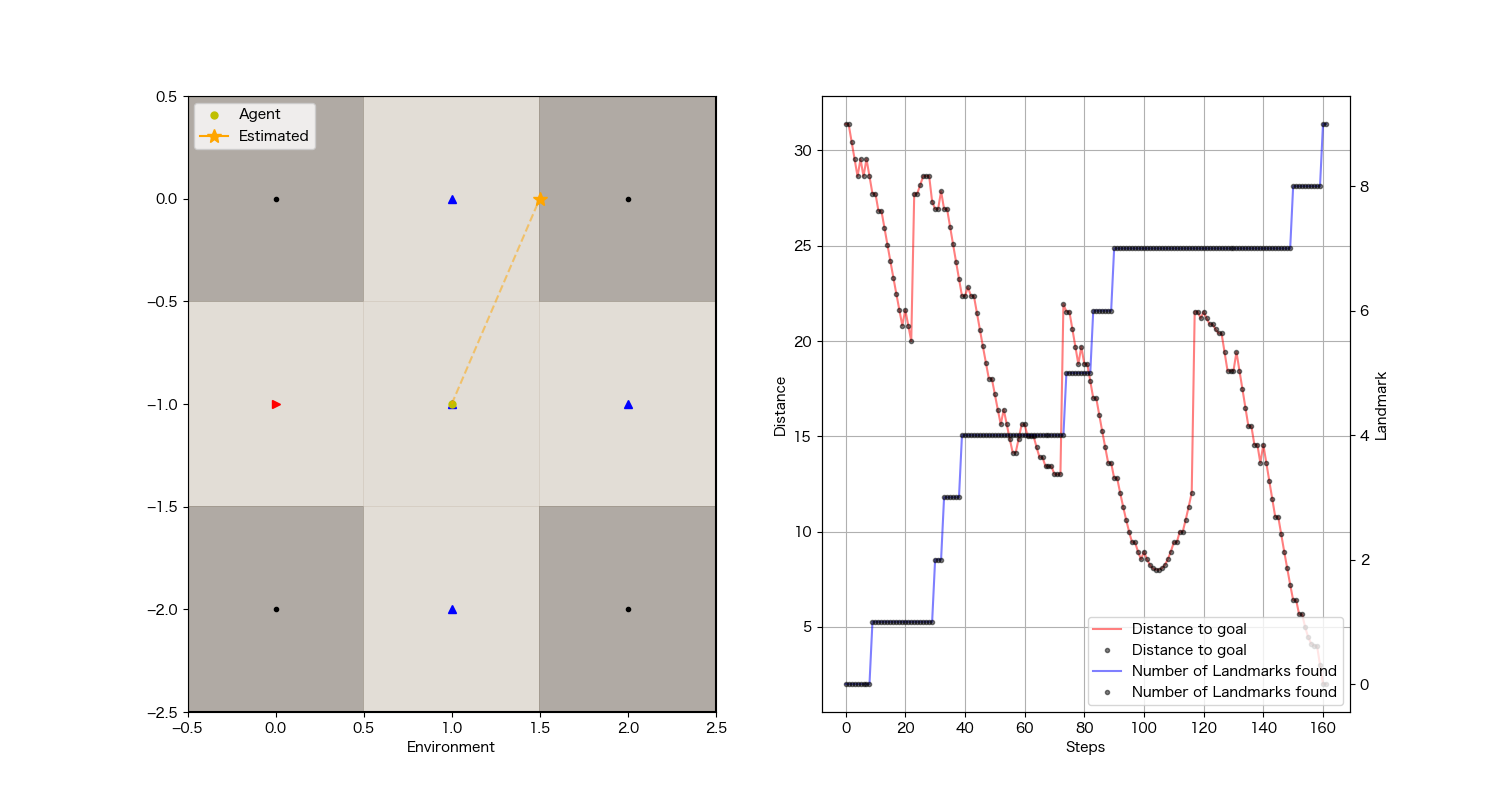 Agent
Estimated
0.5
0.0
−0.5
−1.0
−1.5
−2.0
−2.5
−0.5 0.0 0.5 1.0 1.5 2.0 2.5
Environment
Distance
30
25
20
15
10
5
0 20 40 60 80 100 120 140 160
Steps
Distance to goal
Distance to goal
Number of Landmarks found
Number of Landmarks found
8
6
4
2
0
Landmark